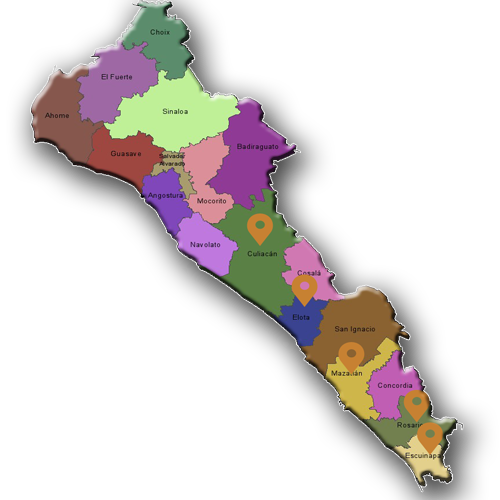 Choix
El Fuerte
Sinaloa
Ahome
Guasave
Salvador
Alvarado
Badiraguato
Angostura
Mocorito
Navolato
Culiacán
Cosalá
Elota
San Ignacio
Mazatlán
Concordia
Rosario
Escuinapa